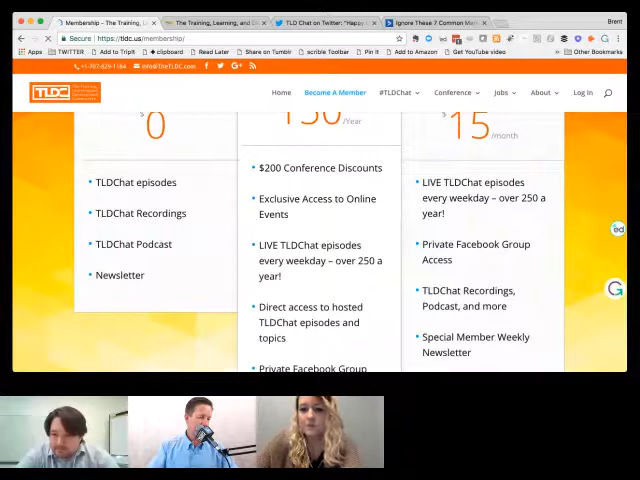 Membership - The Training, L
The Training, Learning, and D
TLD Chat on Twitter: "Happy
Ignore These 7 Common M
Brent
Secure
https://tldc.us/membership/
Apps
TWITTER
Add to TripIt
clipboard
Read Later
Share on Tumblr
scrible Toolbar
Pin It
Add to Amazon
Get YouTube video
Other Bookmarks
+1-707-829-1184
info@TheTLDC.com
TLDC
Home
Become A Member
#TLDChat
Conference
Jobs
About
Log In
$0
150 /Year
$15 /month
TLDChat episodes
TLDChat Recordings
TLDChat Podcast
Newsletter
$200 Conference Discounts
Exclusive Access to Online
Events
LIVE TLDChat episodes
every weekday – over 250 a
year!
Direct access to hosted
TLDChat episodes and
topics
Private Facebook Group
LIVE TLDChat episodes
every weekday – over 250 a
year!
Private Facebook Group
Access
TLDChat Recordings,
Podcast, and more
Special Member Weekly
Newsletter
ed